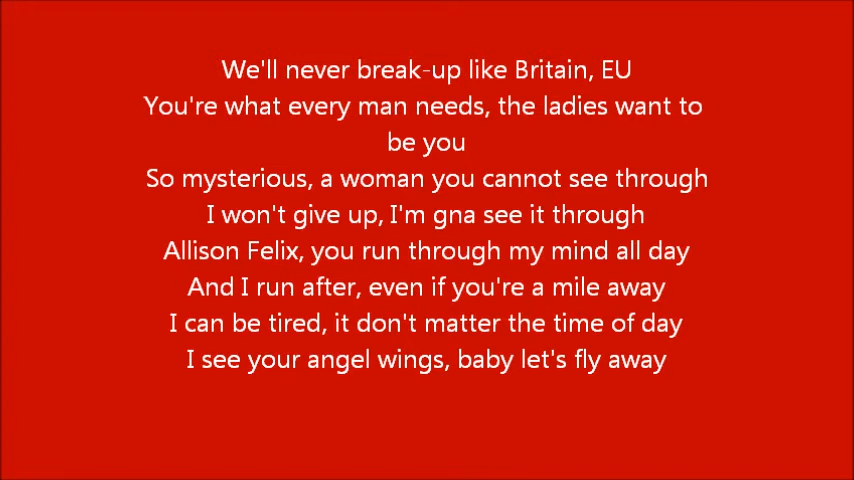 We'll never break-up like Britain, EU
You're what every man needs, the ladies want to
be you
So mysterious, a woman you cannot see through
I won't give up, I'm gna see it through
Allison Felix, you run through my mind all day
And I run after, even if you're a mile away
I can be tired, it don't matter the time of day
I see your angel wings, baby let's fly away